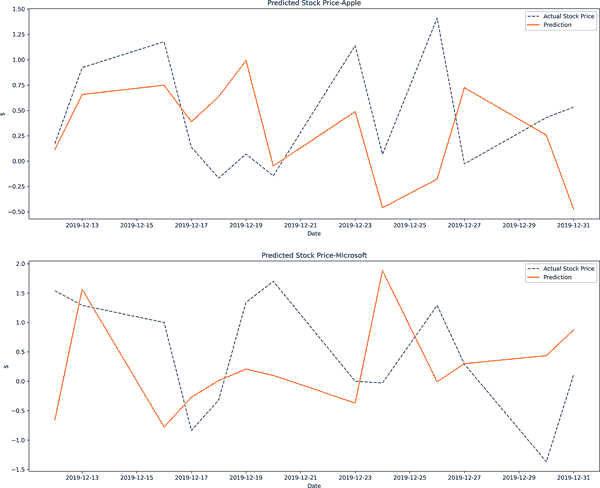 Predicted Stock Price-Apple
1.50
1.25
1.00
0.75
0.50
0.25
0.00
−0.25
−0.50
$
Actual Stock Price
Prediction
2019-12-13 2019-12-15 2019-12-17 2019-12-19 2019-12-21 2019-12-23 2019-12-25 2019-12-27 2019-12-29 2019-12-31
Date
Predicted Stock Price-Microsoft
2.0
1.5
1.0
0.5
0.0
−0.5
−1.0
−1.5
$
Actual Stock Price
Prediction
2019-12-13 2019-12-15 2019-12-17 2019-12-19 2019-12-21 2019-12-23 2019-12-25 2019-12-27 2019-12-29 2019-12-31
Date